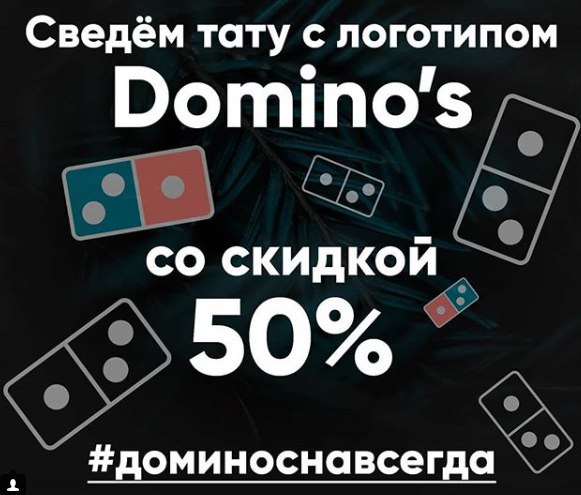 Сведём тату с логотипом
Domino's
со скидкой
50%
#доминоснавсегда